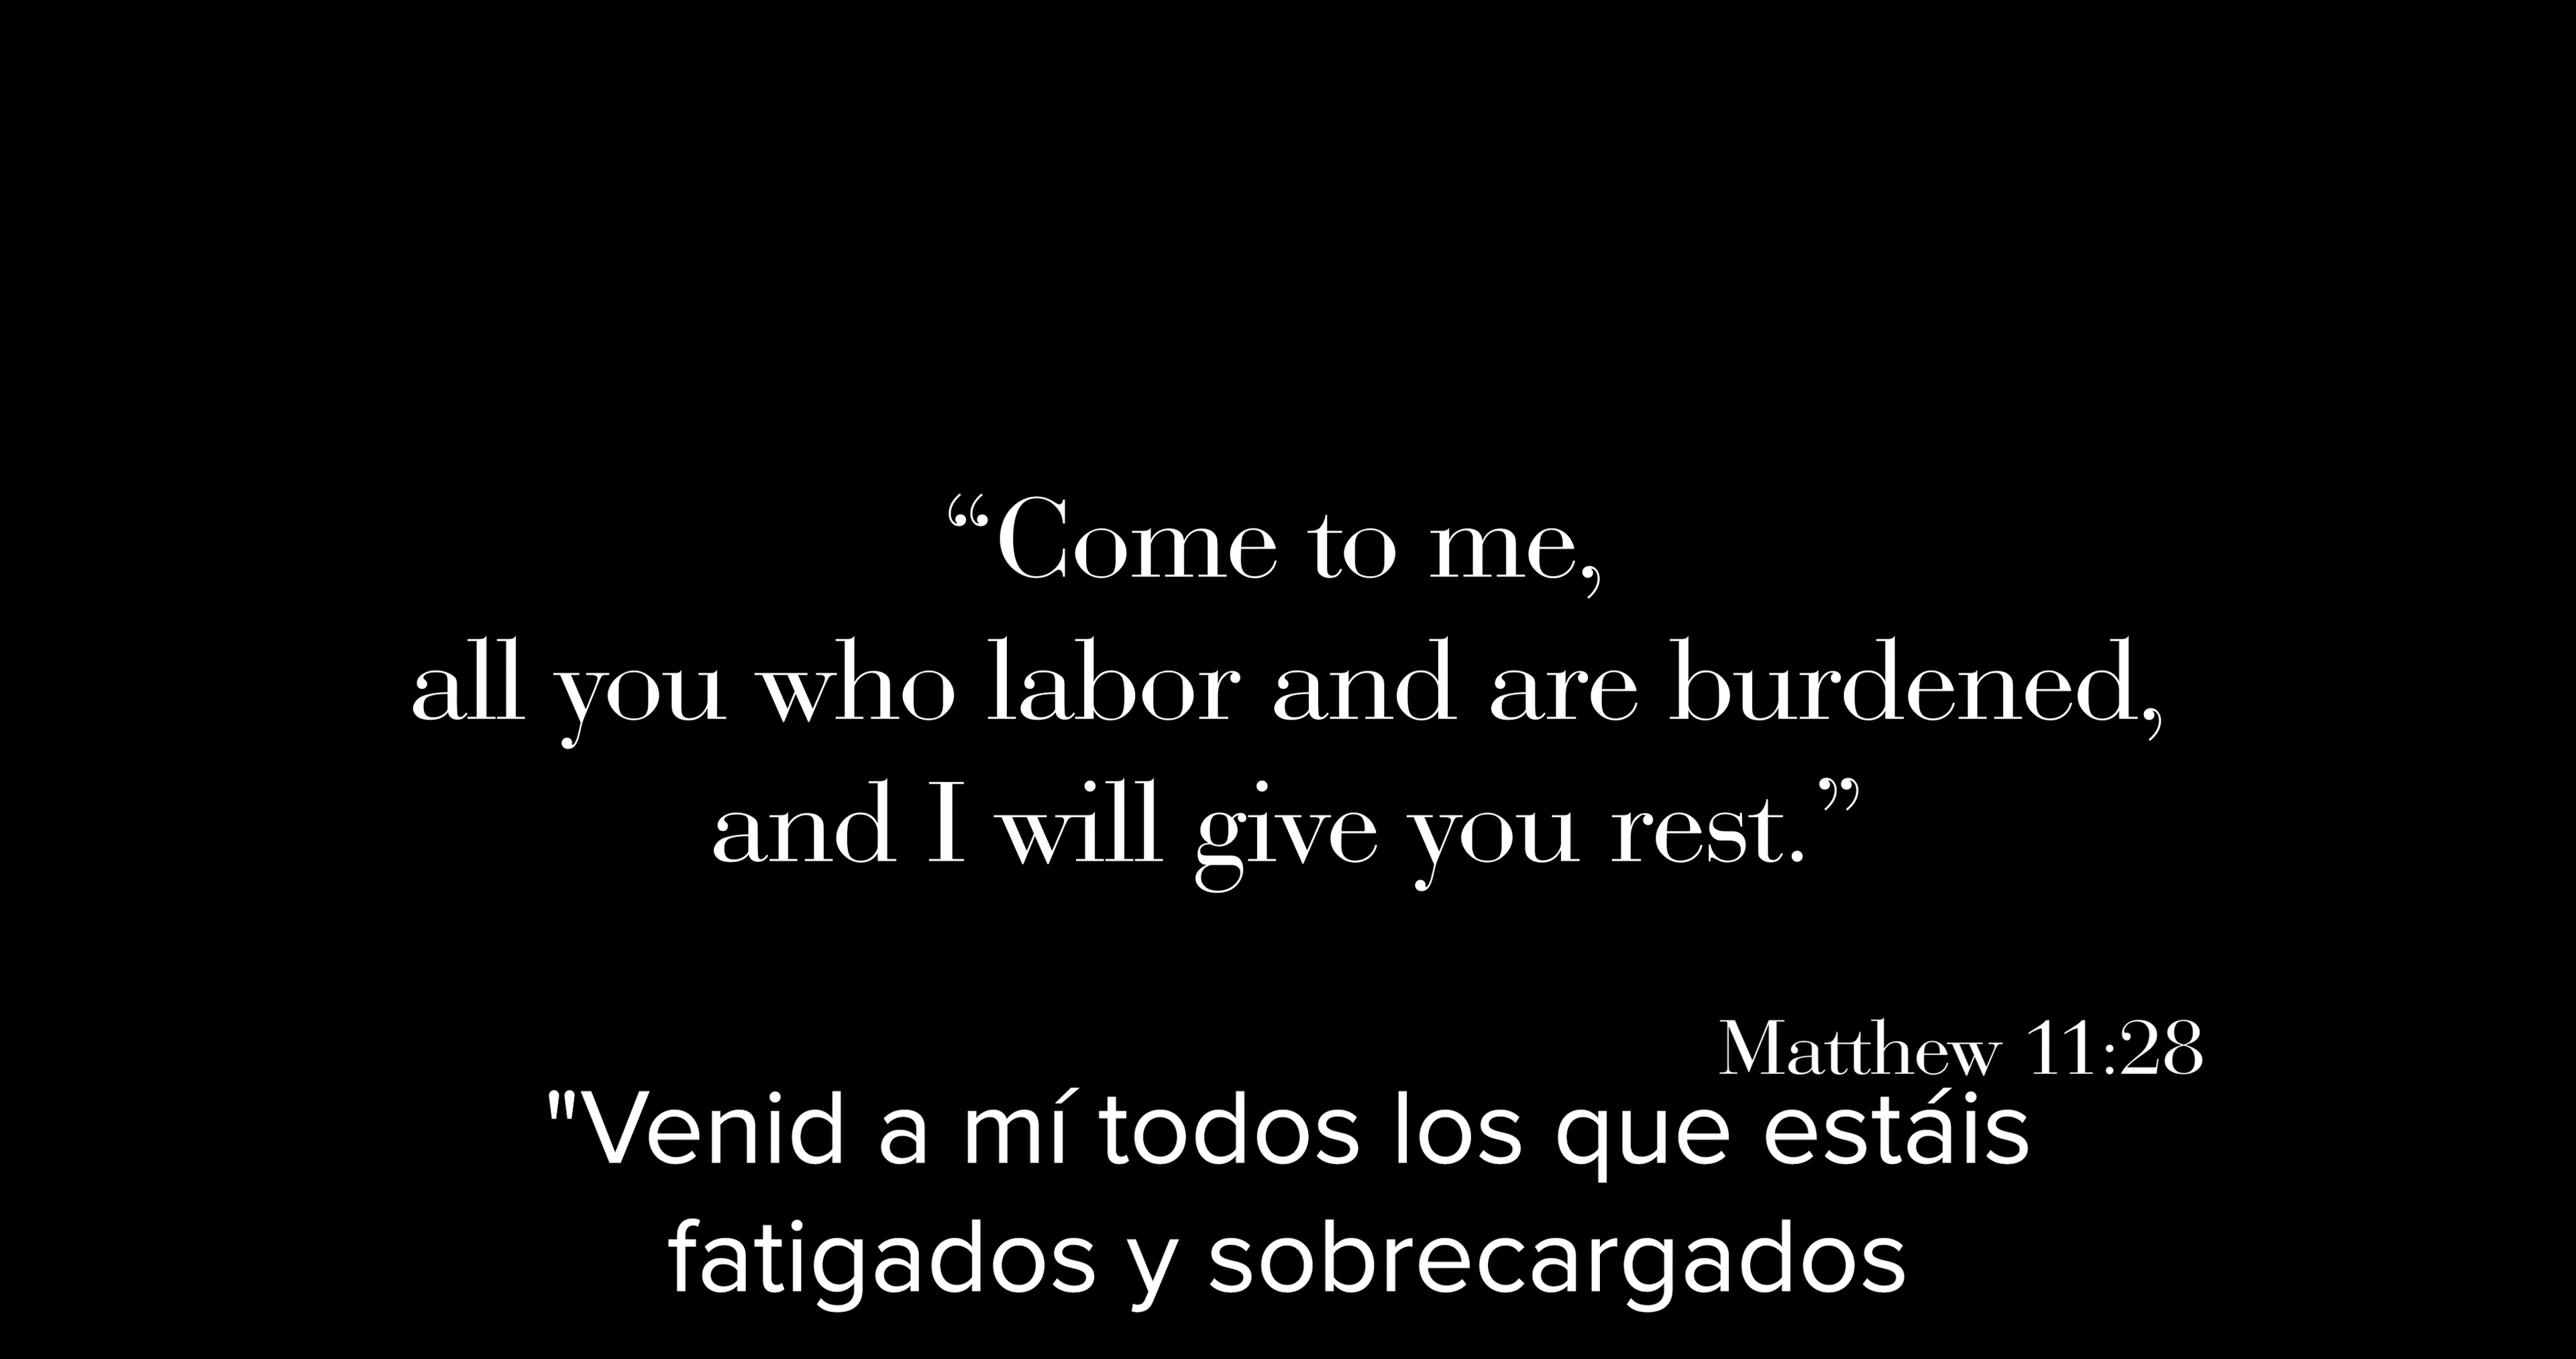 “Come to me,
all you who labor and are burdened,
and I will give you rest.”
Matthew 11:28
"Venid a mí todos los que estáis
fatigados y sobrecargados